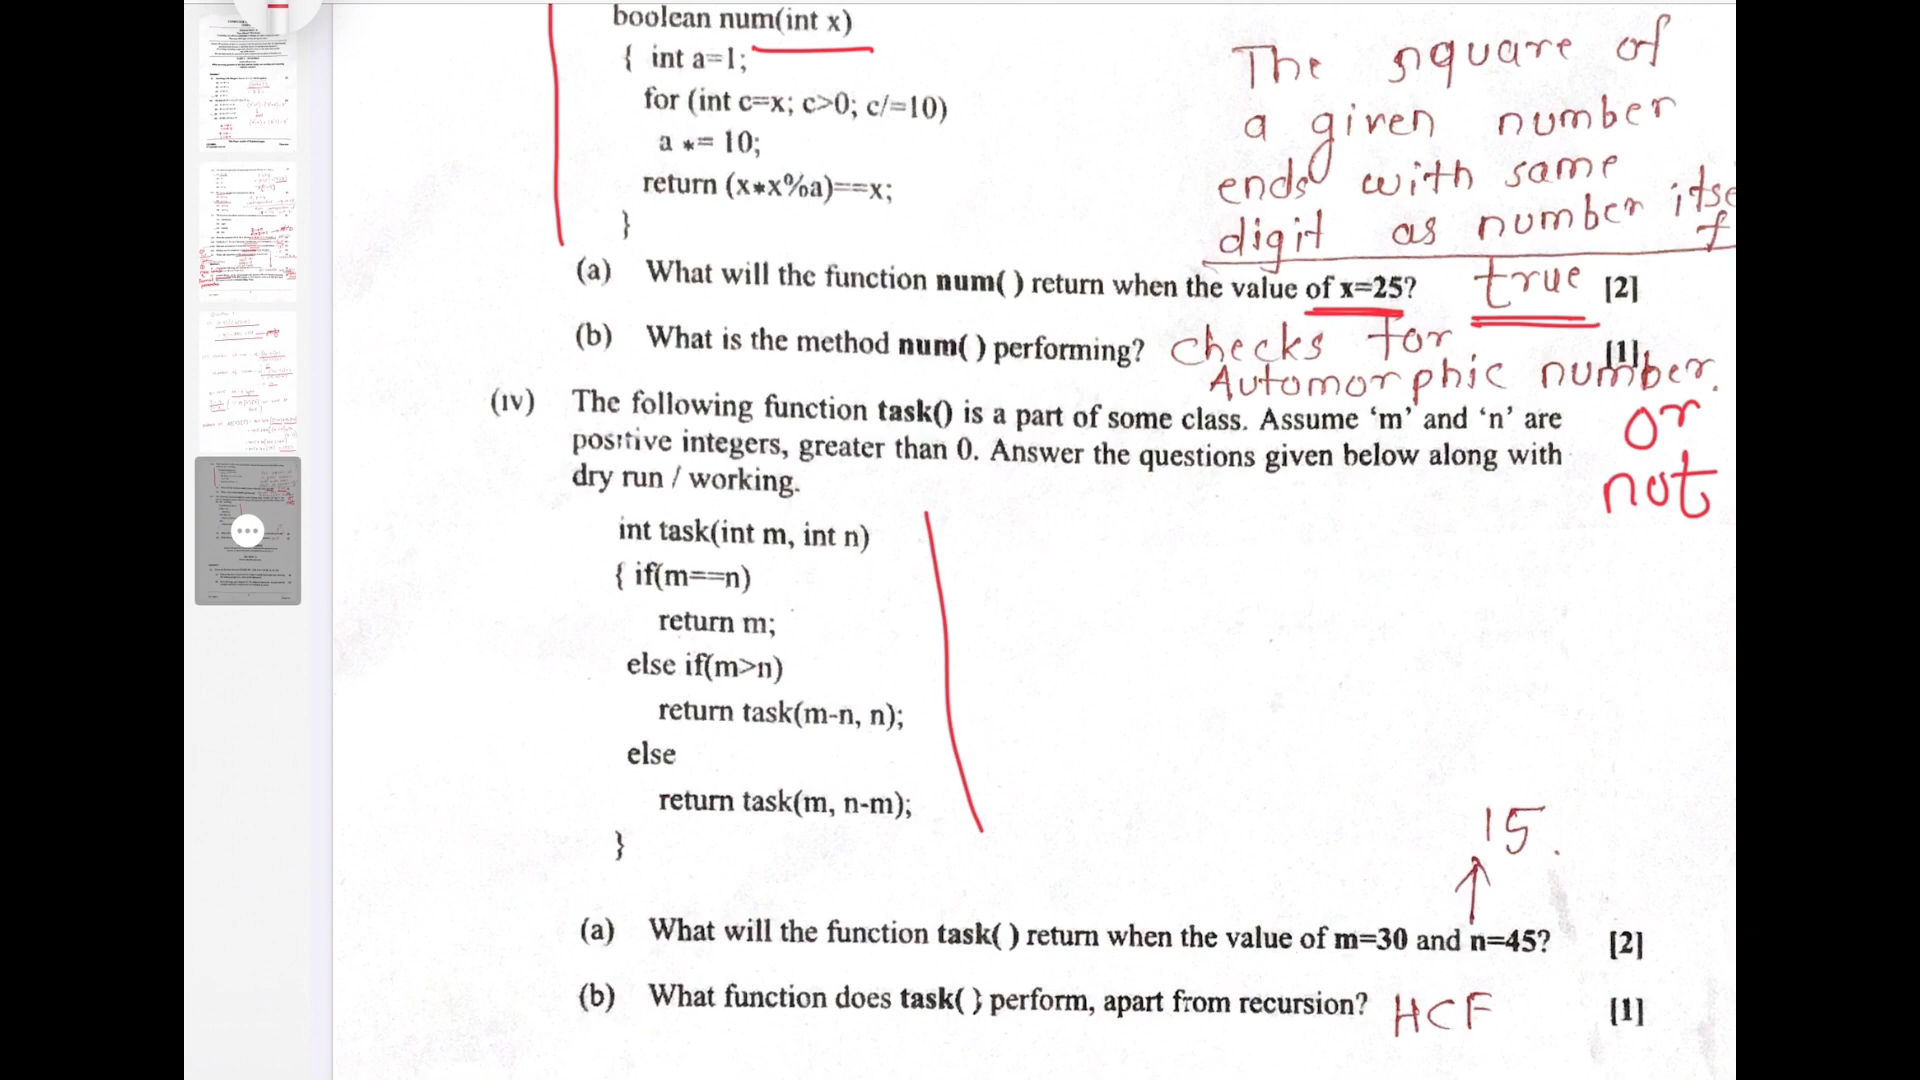 boolean num(int x)
{ int a=1;
for (int c=x; c>0; c/=10)
a *= 10;
return (x*x%a)==x;
}
The square of
a given number
ends with same
digit as number itse
f
(a) What will the function num( ) return when the value of x=25? true [2]
(b) What is the method num( ) performing? checks for [1]
Automorphic number.
or
not
(iv) The following function task() is a part of some class. Assume ‘m’ and ‘n’ are
positive integers, greater than 0. Answer the questions given below along with
dry run / working.
int task(int m, int n)
{ if(m==n)
return m;
else if(m>n)
return task(m-n, n);
else
return task(m, n-m);
}
15.
(a) What will the function task( ) return when the value of m=30 and n=45? [2]
(b) What function does task( ) perform, apart from recursion? HCF [1]